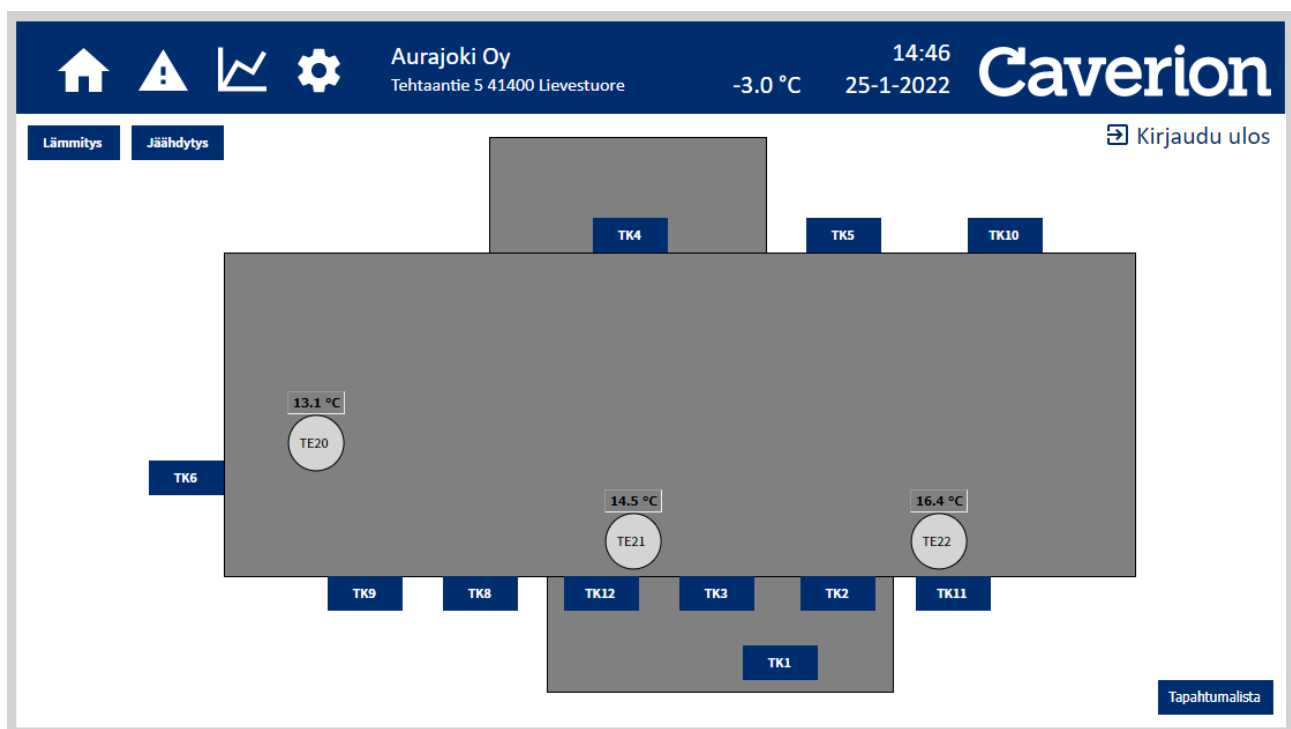 Aurajoki Oy
Tehtaantie 5 41400 Lievestuore
-3.0 °C
14:46
25-1-2022
Caverion
Lämmitys
Jäähdytys
Kirjaudu ulos
TK4
TK5
TK10
13.1 °C
TE20
TK6
14.5 °C
16.4 °C
TE21
TE22
TK9
TK8
TK12
TK3
TK2
TK11
TK1
Tapahtumalista